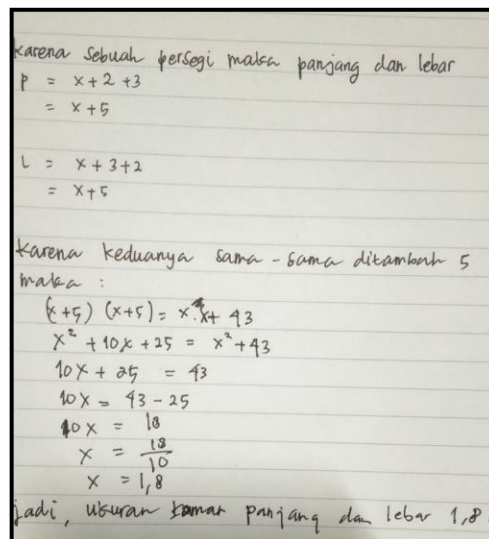 karena sebuah persegi maka panjang dan lebar
P = x+2+3
= x+5
L = x+3+2
= x+5
Karena keduanya sama-sama ditambah 5
maka :
(x+5) (x+5) = x.x+ 43
x² + 10x + 25 = x² + 43
10x + 25 = 43
10x = 43 - 25
10x = 18
x = 18/10
x = 1,8
jadi, ukuran kamar panjang dan lebar 1,8